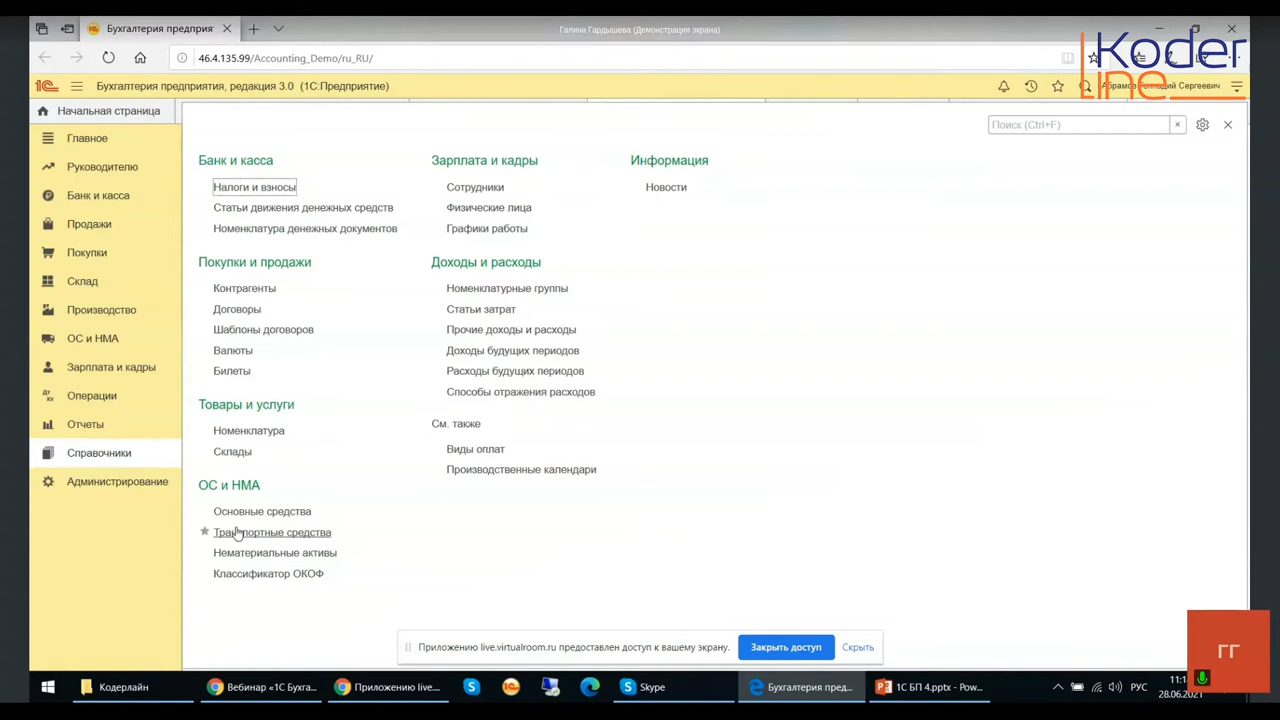 Бухгалтерия предприя
Галина Гардышева (Демонстрация экрана)
Koder
Line
46.4.135.99/Accounting_Demo/ru_RU/
1С
Бухгалтерия предприятия, редакция 3.0 (1С:Предприятие)
Сергеевич
Начальная страница
Главное
Руководителю
Банк и касса
Продажи
Покупки
Склад
Производство
ОС и НМА
Зарплата и кадры
Операции
Отчеты
Справочники
Администрирование
Поиск (Ctrl+F)
Банк и касса
Налоги и взносы
Статьи движения денежных средств
Номенклатура денежных документов
Покупки и продажи
Контрагенты
Договоры
Шаблоны договоров
Валюты
Билеты
Товары и услуги
Номенклатура
Склады
ОС и НМА
Основные средства
Транспортные средства
Нематериальные активы
Классификатор ОКОФ
Зарплата и кадры
Сотрудники
Физические лица
Графики работы
Доходы и расходы
Номенклатурные группы
Статьи затрат
Прочие доходы и расходы
Доходы будущих периодов
Расходы будущих периодов
Способы отражения расходов
См. также
Виды оплат
Производственные календари
Информация
Новости
Приложению live.virtualroom.ru предоставлен доступ к вашему экрану.
Закрыть доступ
Скрыть
ГГ
Кодерлайн
Вебинар «1С Бухга...
Приложению live....
Skype
Бухгалтерия пред...
1С БП 4.pptx - Pow...
РУС
28.06.202